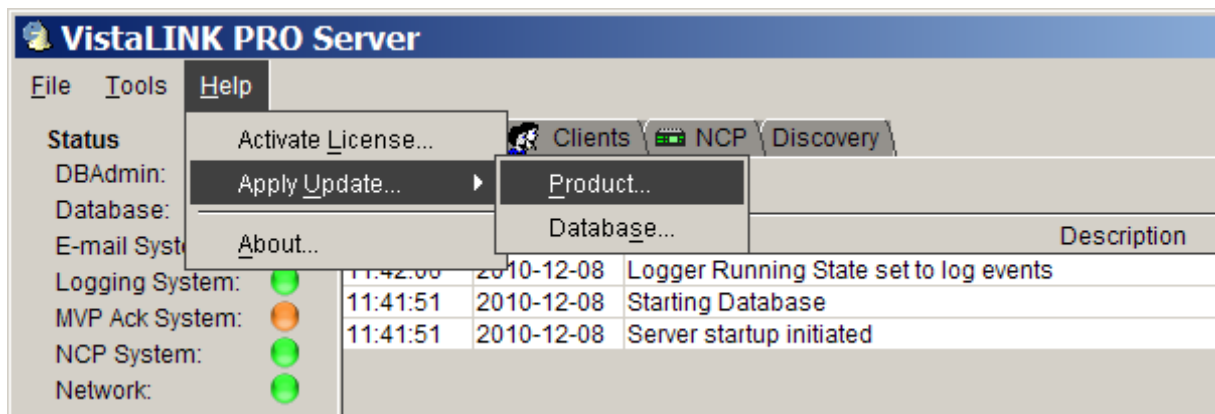 VistaLINK PRO Server
File Tools Help
Status
Activate License...
Clients NCP Discovery
DBAdmin:
Apply Update...
Product...
Database:
Database...
E-mail
About...
Description
Logging System:
2010-12-08 Logger Running State set to log events
11:41:51 2010-12-08 Starting Database
MVP Ack System:
11:41:51 2010-12-08 Server startup initiated
NCP System:
Network: